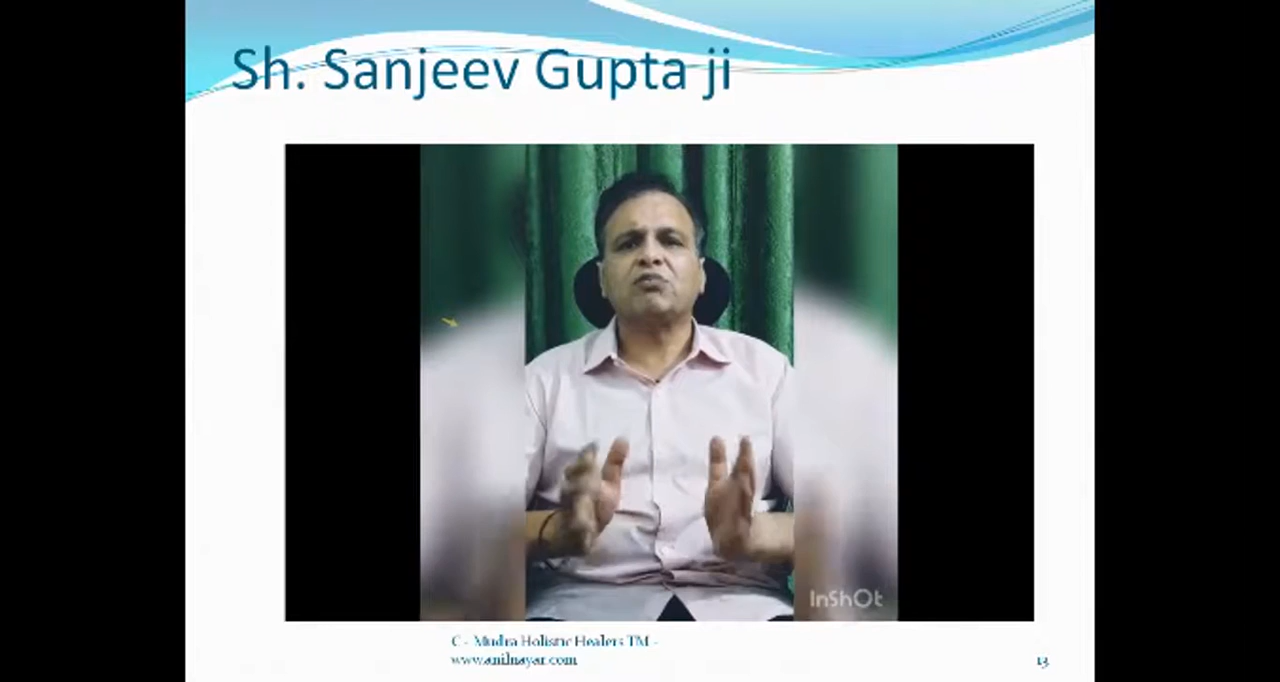 Sh. Sanjeev Gupta ji
InShOt
C - Mudra Holistic Healers TM -
www.anilnayar.com
13